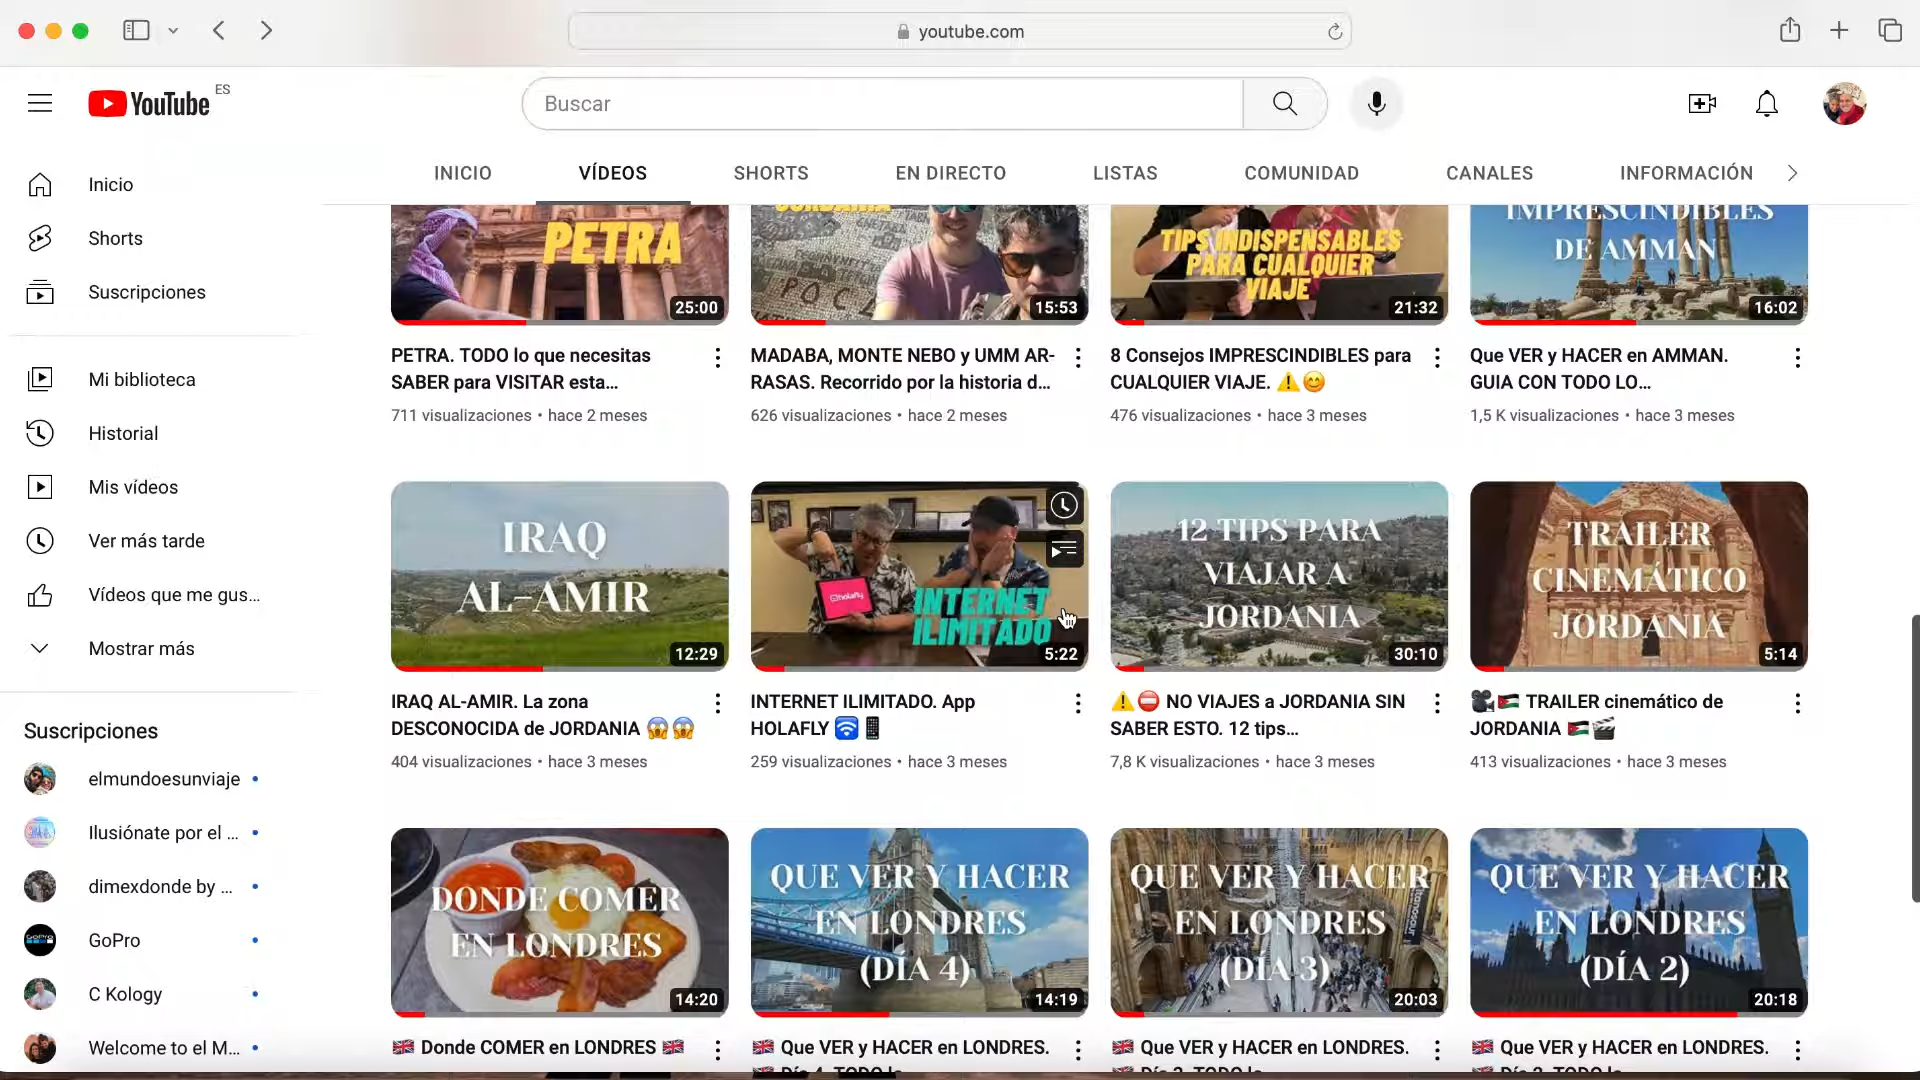 youtube.com
YouTube ES
Buscar
INICIO
VÍDEOS
SHORTS
EN DIRECTO
LISTAS
COMUNIDAD
CANALES
INFORMACIÓN
Inicio
Shorts
Suscripciones
Mi biblioteca
Historial
Mis vídeos
Ver más tarde
Vídeos que me gus...
Mostrar más
Suscripciones
elmundoesunviaje
Ilusiónate por el ...
dimexdonde by ...
GoPro
C Kology
Welcome to el M...
PETRA
25:00
PETRA. TODO lo que necesitas
SABER para VISITAR esta...
711 visualizaciones • hace 2 meses
JORDANIA
15:53
MADABA, MONTE NEBO y UMM AR-
RASAS. Recorrido por la historia d...
626 visualizaciones • hace 2 meses
TIPS INDISPENSABLES
PARA CUALQUIER
VIAJE
21:32
8 Consejos IMPRESCINDIBLES para
CUALQUIER VIAJE. ⚠️😊
476 visualizaciones • hace 3 meses
IMPRESCINDIBLES
DE AMMAN
16:02
Que VER y HACER en AMMAN.
GUIA CON TODO LO...
1,5 K visualizaciones • hace 3 meses
IRAQ
AL-AMIR
12:29
IRAQ AL-AMIR. La zona
DESCONOCIDA de JORDANIA 😱😱
404 visualizaciones • hace 3 meses
holafly
INTERNET
ILIMITADO
5:22
INTERNET ILIMITADO. App
HOLAFLY 🛜📱
259 visualizaciones • hace 3 meses
12 TIPS PARA
VIAJAR A
JORDANIA
30:10
⚠️⛔ NO VIAJES a JORDANIA SIN
SABER ESTO. 12 tips...
7,8 K visualizaciones • hace 3 meses
TRAILER
CINEMÁTICO
JORDANIA
5:14
🎥🇯🇴 TRAILER cinemático de
JORDANIA 🇯🇴🎬
413 visualizaciones • hace 3 meses
DONDE COMER
EN LONDRES
14:20
🇬🇧 Donde COMER en LONDRES 🇬🇧
QUE VER Y HACER
EN LONDRES
(DÍA 4)
14:19
🇬🇧 Que VER y HACER en LONDRES.
QUE VER Y HACER
EN LONDRES
(DÍA 3)
20:03
🇬🇧 Que VER y HACER en LONDRES.
QUE VER Y HACER
EN LONDRES
(DÍA 2)
20:18
🇬🇧 Que VER y HACER en LONDRES.